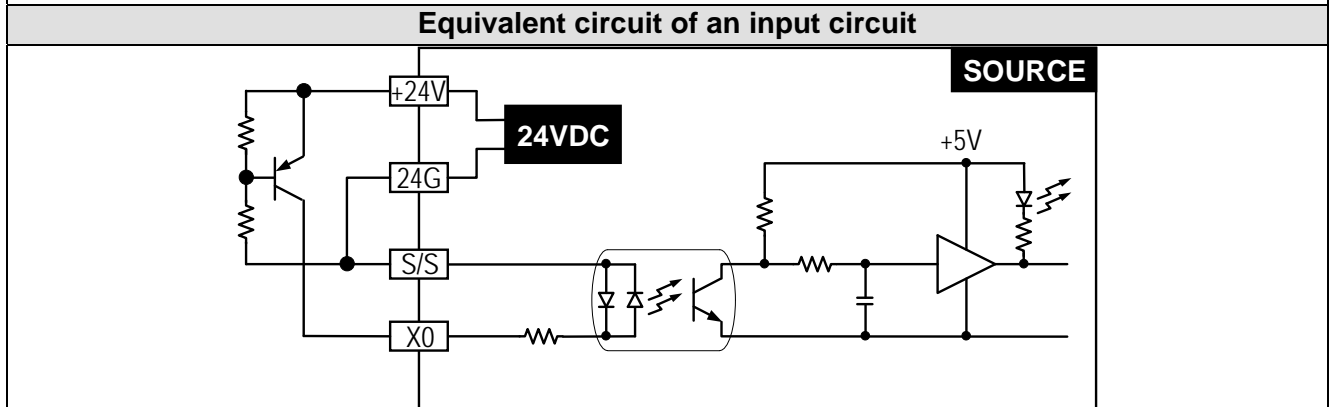 Equivalent circuit of an input circuit
SOURCE
+24V
24VDC
+5V
24G
S/S
X0